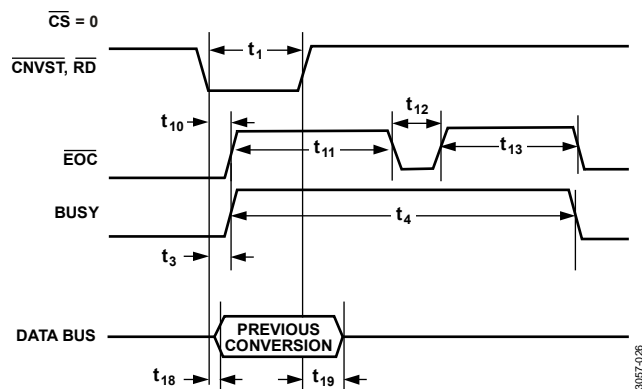 CS = 0
CNVST, RD
t1
t10
t12
EOC
t11
t13
BUSY
t4
t3
DATA BUS
PREVIOUS
CONVERSION
t18
t19
3057-026